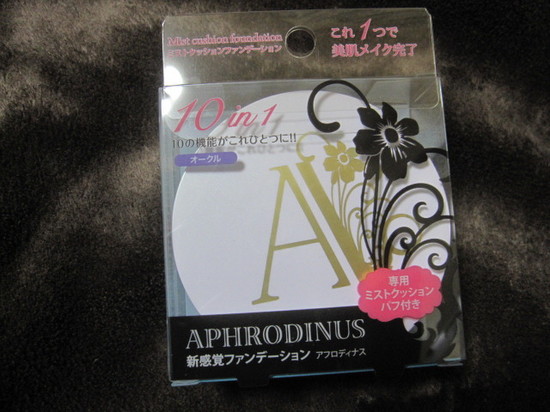 Mist cushion foundation
ミストクッションファンデーション
これ1つで
美肌メイク完了
10 in 1
10の機能がこれひとつに!!
オークル
A
専用
ミストクッション
パフ付き
APHRODINUS
新感覚ファンデーション アフロディナス